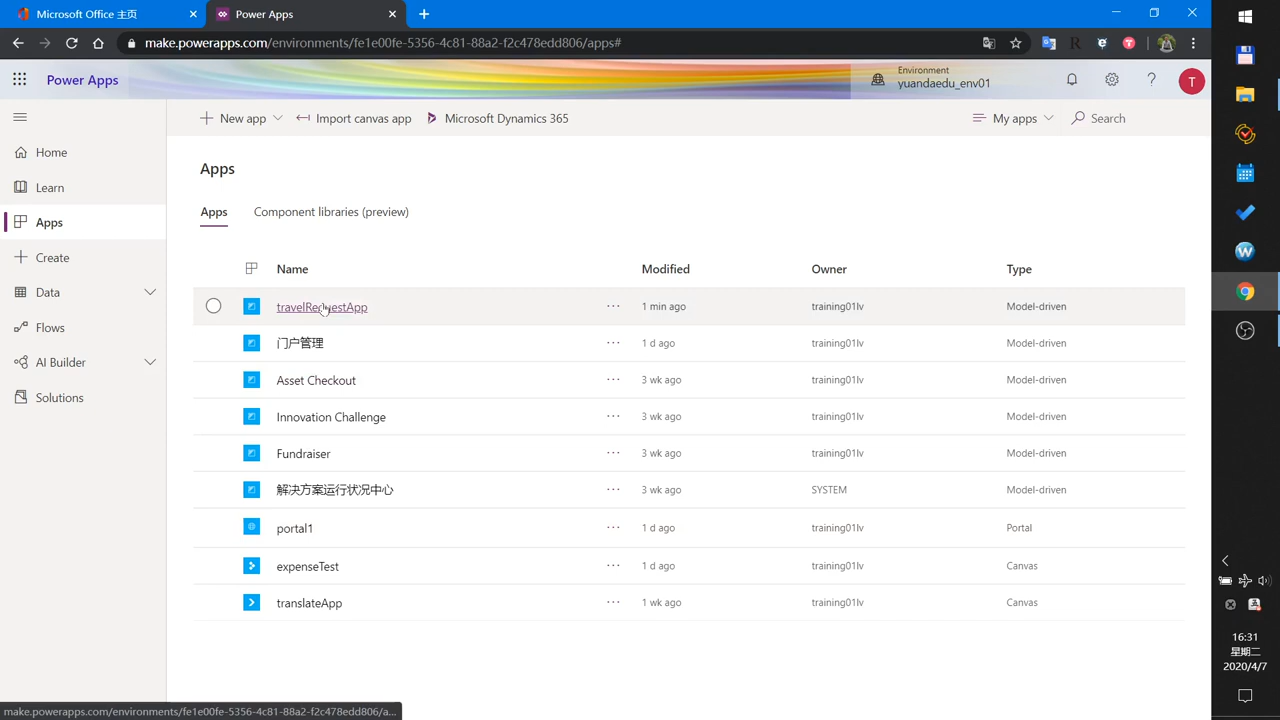 Microsoft Office 主页
Power Apps
make.powerapps.com/environments/fe1e00fe-5356-4c81-88a2-f2c478edd806/apps#
Power Apps
Environment
yuandaedu_env01
T
New app
Import canvas app
Microsoft Dynamics 365
My apps
Search
Home
Learn
Apps
Create
Data
Flows
AI Builder
Solutions
Apps
Apps
Component libraries (preview)
Name
Modified
Owner
Type
travelRequestApp
1 min ago
training01lv
Model-driven
门户管理
1 d ago
training01lv
Model-driven
Asset Checkout
3 wk ago
training01lv
Model-driven
Innovation Challenge
3 wk ago
training01lv
Model-driven
Fundraiser
3 wk ago
training01lv
Model-driven
解决方案运行状况中心
3 wk ago
SYSTEM
Model-driven
portal1
1 d ago
training01lv
Portal
expenseTest
1 d ago
training01lv
Canvas
translateApp
1 wk ago
training01lv
Canvas
make.powerapps.com/environments/fe1e00fe-5356-4c81-88a2-f2c478edd806/a...
16:31
星期二
2020/4/7